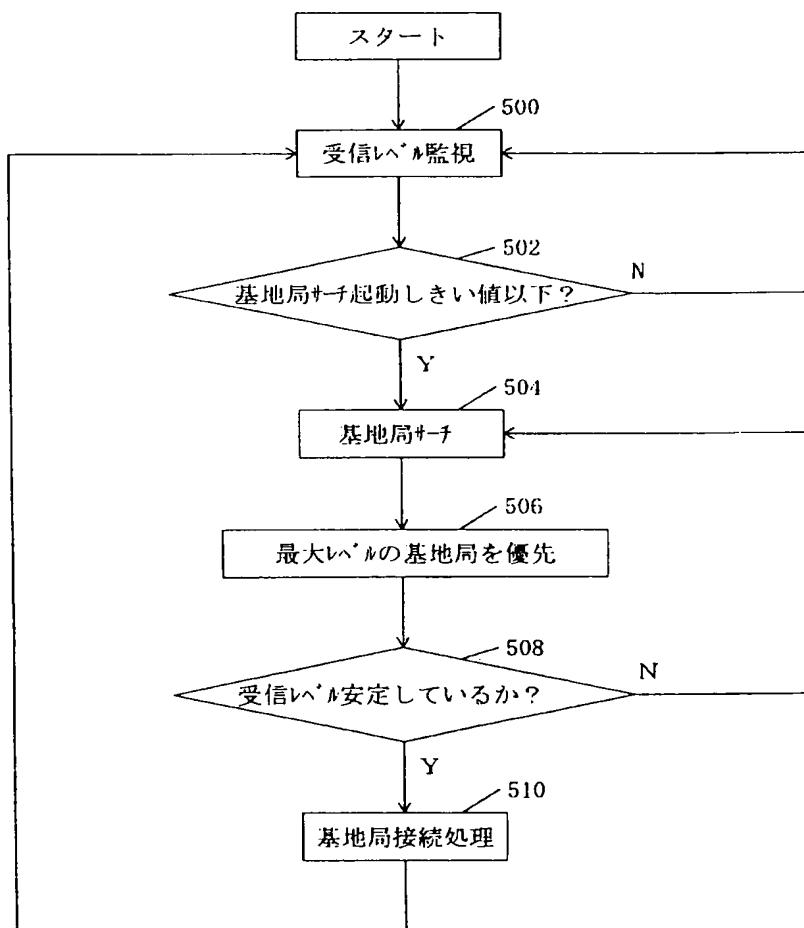 スタート
500
受信ﾚﾍﾞﾙ監視
502
基地局ｻｰﾁ起動しきい値以下？
N
Y
504
基地局ｻｰﾁ
506
最大ﾚﾍﾞﾙの基地局を優先
508
受信ﾚﾍﾞﾙ安定しているか？
N
Y
510
基地局接続処理